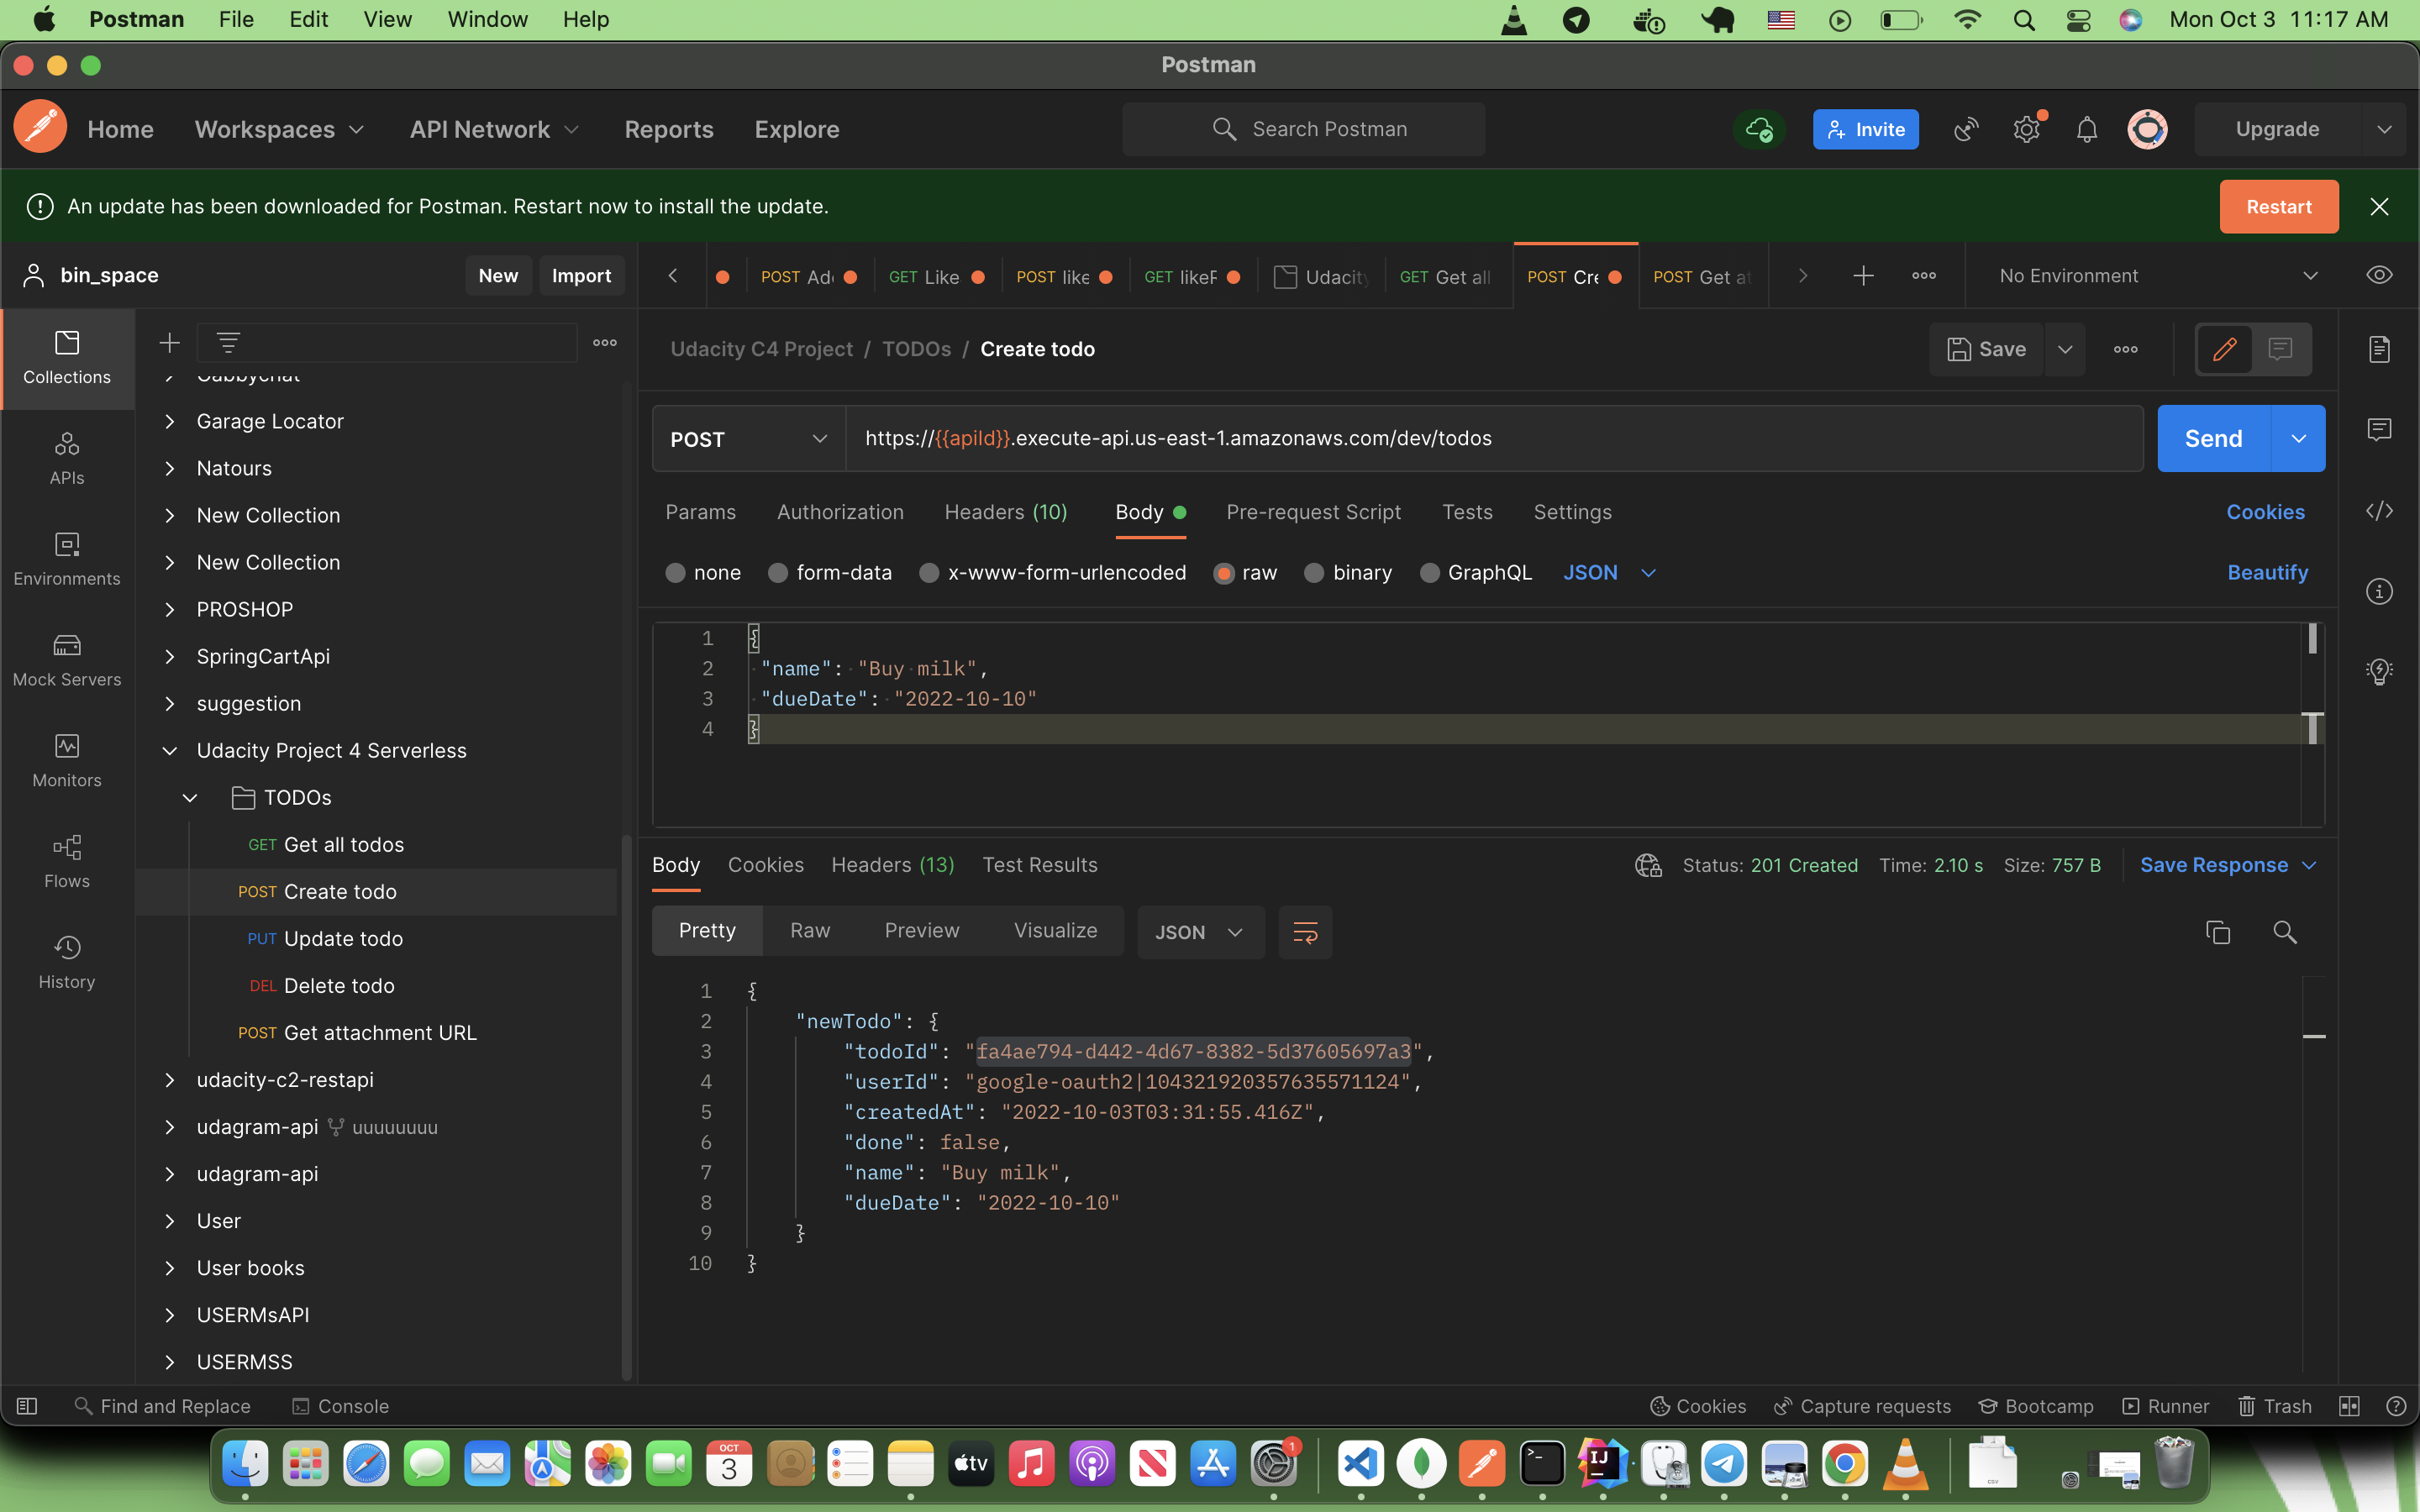 Postman File Edit View Window Help Mon Oct 3 11:17 AM
Postman
Home Workspaces API Network Reports Explore Search Postman Invite Upgrade
An update has been downloaded for Postman. Restart now to install the update. Restart
bin_space New Import
POST Ad GET Like POST like GET likeF Udacity GET Get all POST Cre POST Get at No Environment
Collections
APIs
Environments
Mock Servers
Monitors
Flows
History
Gabbychat
Garage Locator
Natours
New Collection
New Collection
PROSHOP
SpringCartApi
suggestion
Udacity Project 4 Serverless
TODOs
GET Get all todos
POST Create todo
PUT Update todo
DEL Delete todo
POST Get attachment URL
udacity-c2-restapi
udagram-api uuuuuuuu
udagram-api
User
User books
USERMsAPI
USERMSS
Udacity C4 Project / TODOs / Create todo Save
POST https://{{apiId}}.execute-api.us-east-1.amazonaws.com/dev/todos Send
Params Authorization Headers (10) Body Pre-request Script Tests Settings Cookies
none form-data x-www-form-urlencoded raw binary GraphQL JSON Beautify
1 {
2 "name": "Buy milk",
3 "dueDate": "2022-10-10"
4 }
Body Cookies Headers (13) Test Results Status: 201 Created Time: 2.10 s Size: 757 B Save Response
Pretty Raw Preview Visualize JSON
1 {
2 "newTodo": {
3 "todoId": "fa4ae794-d442-4d67-8382-5d37605697a3",
4 "userId": "google-oauth2|104321920357635571124",
5 "createdAt": "2022-10-03T03:31:55.416Z",
6 "done": false,
7 "name": "Buy milk",
8 "dueDate": "2022-10-10"
9 }
10 }
Find and Replace Console Cookies Capture requests Bootcamp Runner Trash
OCT
3
tv
1
IJ
CSV